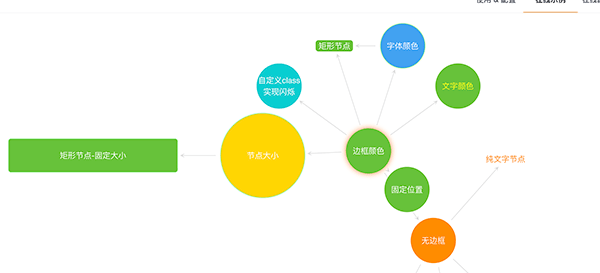 矩形节点
字体颜色
自定义class
实现闪烁
文字颜色
矩形节点-固定大小
节点大小
边框颜色
纯文字节点
固定位置
无边框